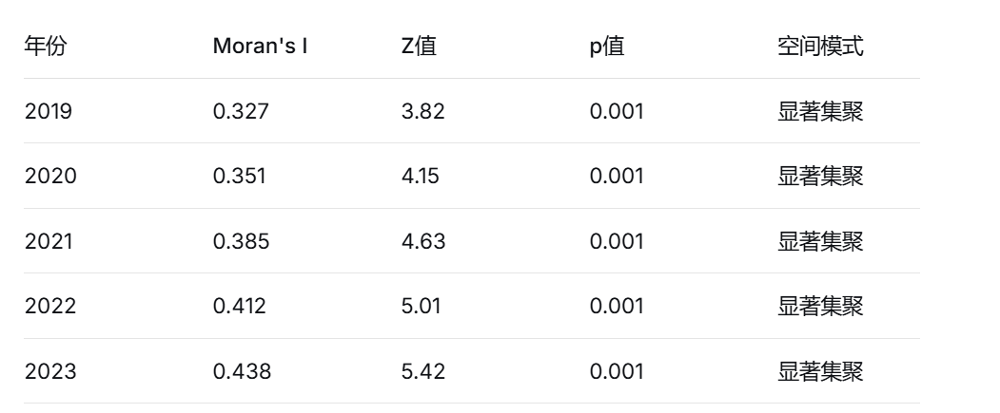 年份 Moran's I Z值 p值 空间模式
2019 0.327 3.82 0.001 显著集聚
2020 0.351 4.15 0.001 显著集聚
2021 0.385 4.63 0.001 显著集聚
2022 0.412 5.01 0.001 显著集聚
2023 0.438 5.42 0.001 显著集聚